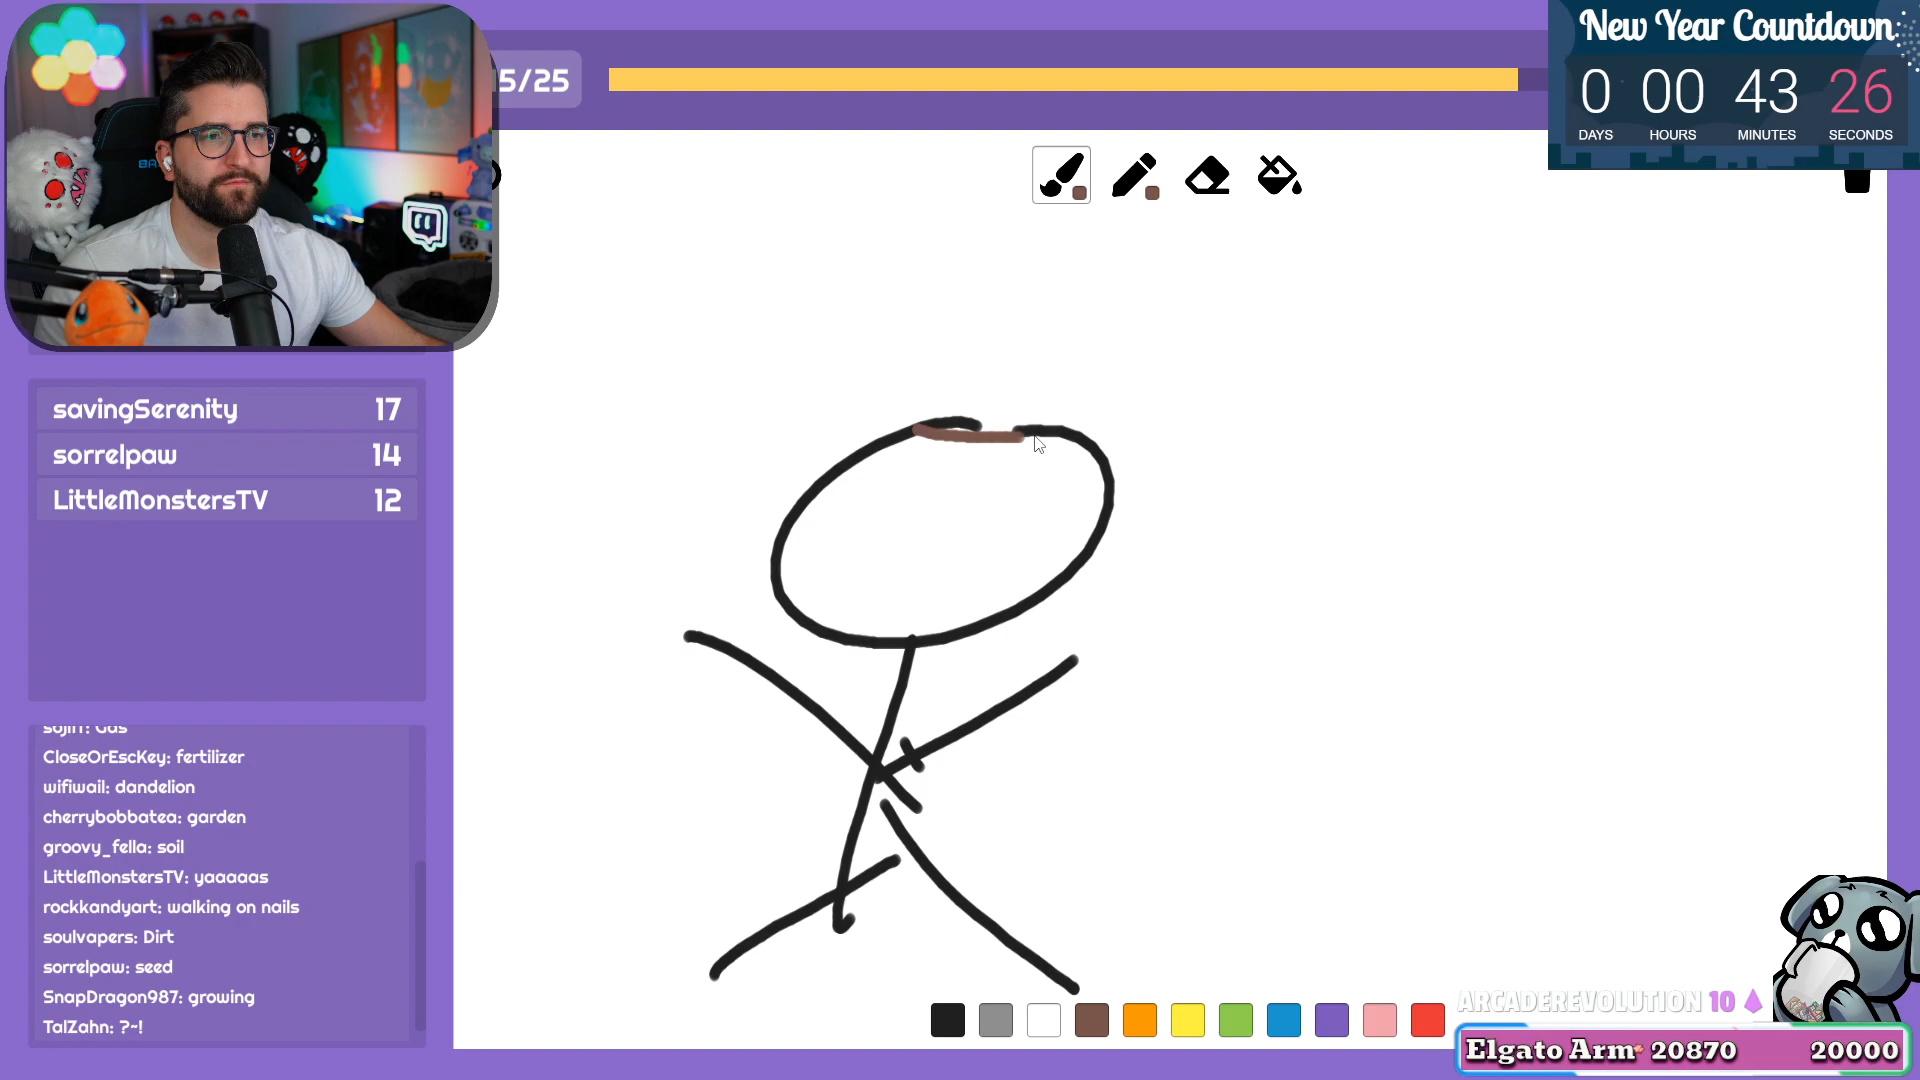 5/25
New Year Countdown
0 00 43 26
DAYS HOURS MINUTES SECONDS
savingSerenity 17
sorrelpaw 14
LittleMonstersTV 12
CloseOrEscKey: fertilizer
wifiwail: dandelion
cherrybobbatea: garden
groovy_fella: soil
LittleMonstersTV: yaaaaas
rockkandyart: walking on nails
soulvapers: Dirt
sorrelpaw: seed
SnapDragon987: growing
TalZahn: ?~!
ARCADEREVOLUTION 10
Elgato Arm 20870 20000